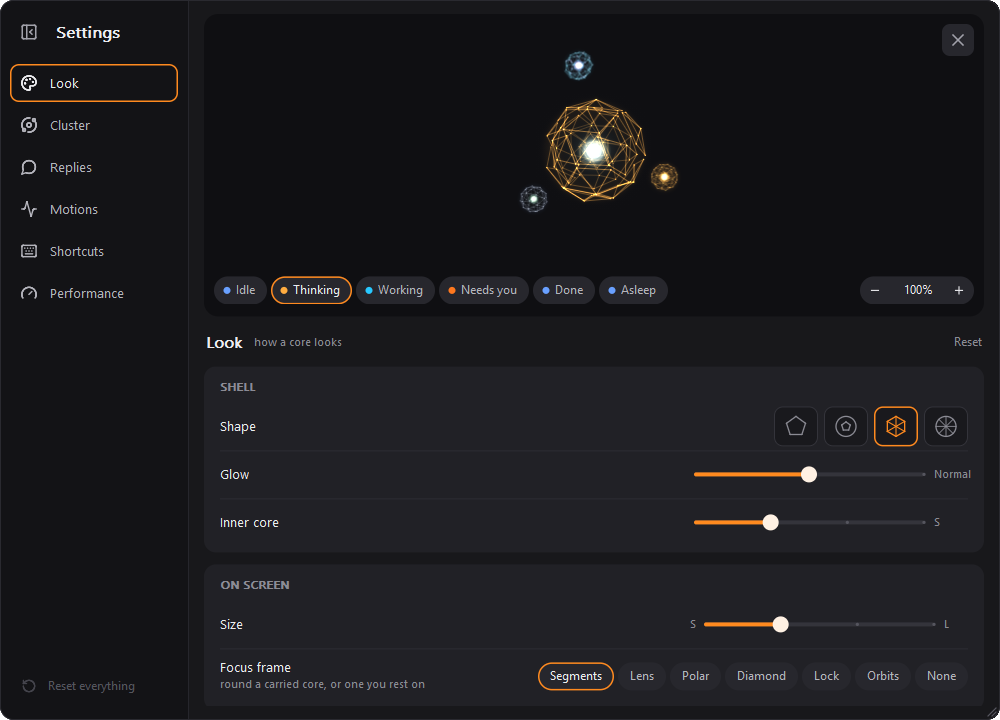 Settings
Look
Cluster
Replies
Motions
Shortcuts
Performance
Reset everything
Idle
Thinking
Working
Needs you
Done
Asleep
− 100% +
Look how a core looks
Reset
SHELL
Shape
Glow
Normal
Inner core
S
ON SCREEN
Size
S
L
Focus frame
round a carried core, or one you rest on
Segments
Lens
Polar
Diamond
Lock
Orbits
None